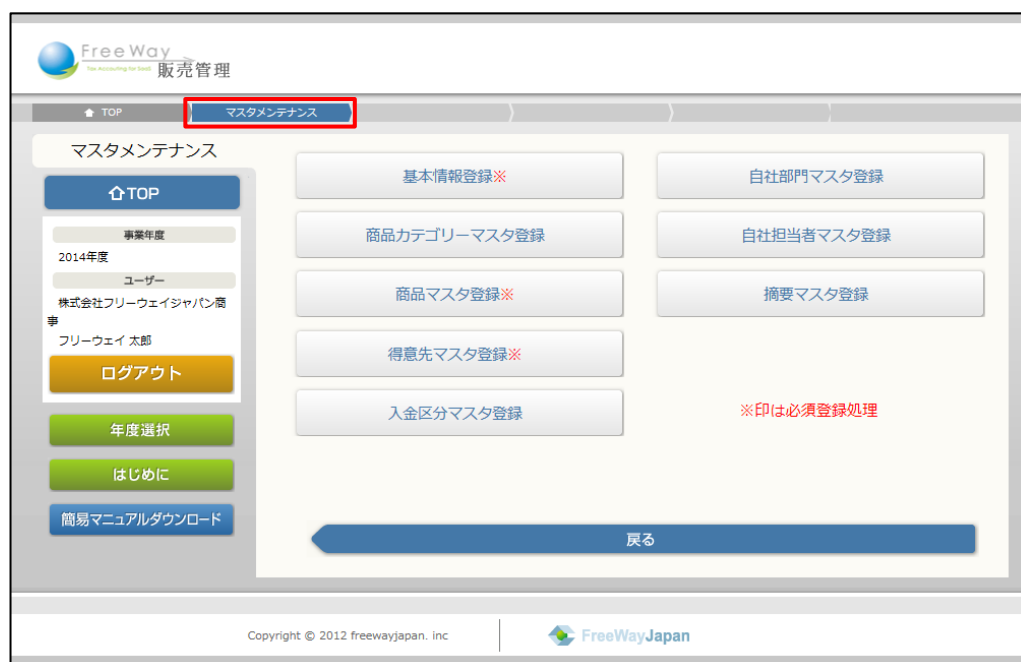 FreeWay
Tax Accounting for SaaS
販売管理
TOP
マスタメンテナンス
マスタメンテナンス
TOP
事業年度
2014年度
ユーザー
株式会社フリーウェイジャパン商
事
フリーウェイ 太郎
ログアウト
年度選択
はじめに
簡易マニュアルダウンロード
基本情報登録※
自社部門マスタ登録
商品カテゴリーマスタ登録
自社担当者マスタ登録
商品マスタ登録※
摘要マスタ登録
得意先マスタ登録※
入金区分マスタ登録
※印は必須登録処理
戻る
Copyright © 2012 freewayjapan. inc
FreeWayJapan